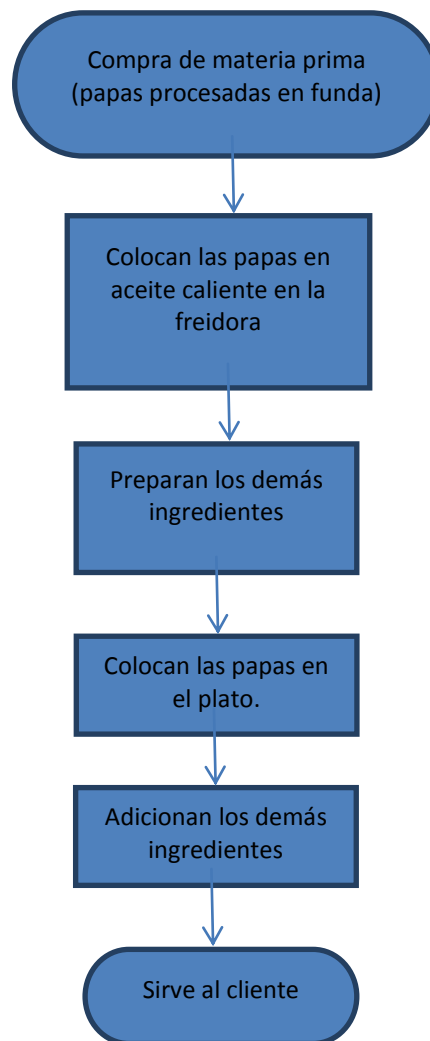 Compra de materia prima
(papas procesadas en funda)
Colocan las papas en
aceite caliente en la
freidora
Preparan los demás
ingredientes
Colocan las papas en
el plato.
Adicionan los demás
ingredientes
Sirve al cliente